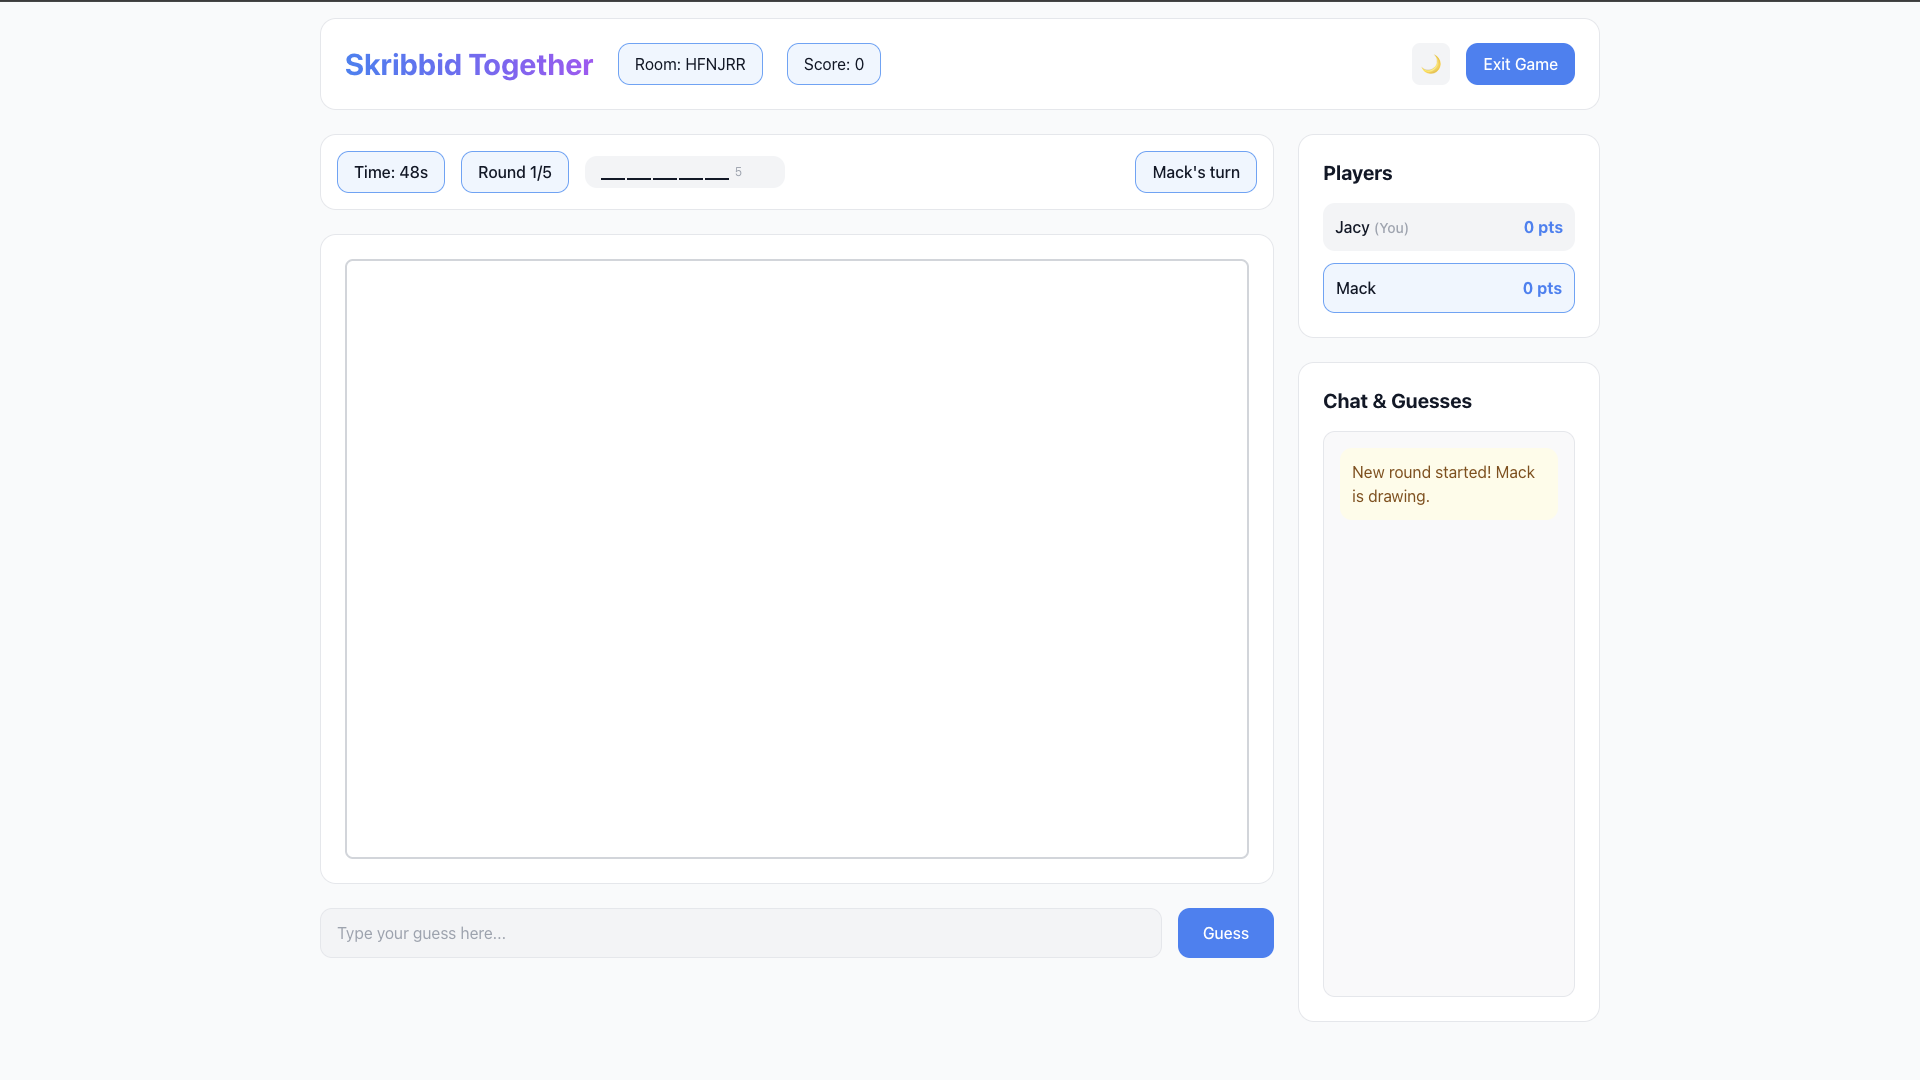 Skribbid Together
Room: HFNJRR
Score: 0
🌙
Exit Game
Time: 48s
Round 1/5
_____ 5
Mack's turn
Players
Jacy (You)
0 pts
Mack
0 pts
Chat & Guesses
New round started! Mack
is drawing.
Type your guess here...
Guess